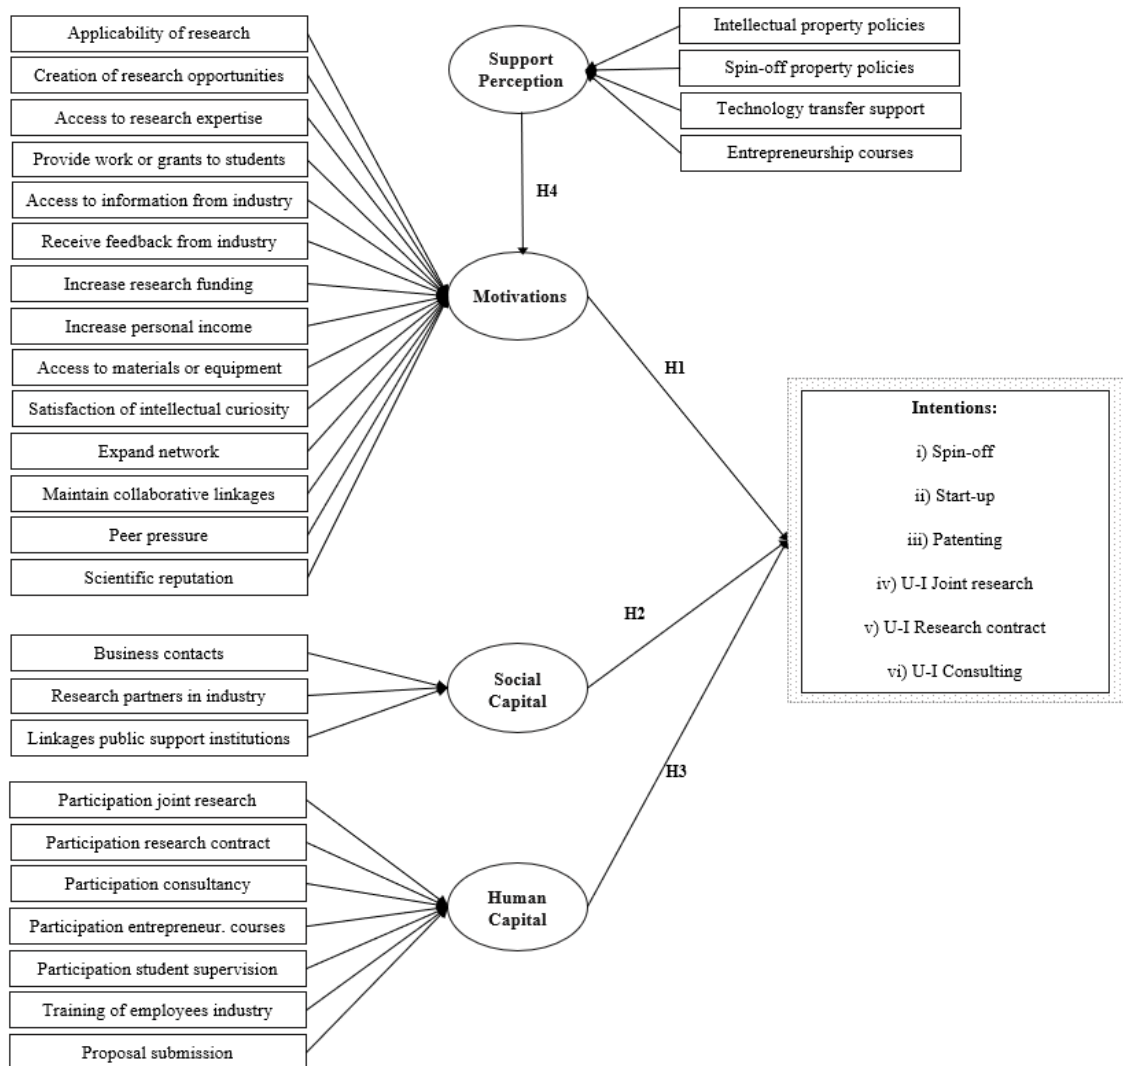 Applicability of research
Creation of research opportunities
Access to research expertise
Provide work or grants to students
Access to information from industry
Receive feedback from industry
Increase research funding
Increase personal income
Access to materials or equipment
Satisfaction of intellectual curiosity
Expand network
Maintain collaborative linkages
Peer pressure
Scientific reputation
Business contacts
Research partners in industry
Linkages public support institutions
Participation joint research
Participation research contract
Participation consultancy
Participation entrepreneur. courses
Participation student supervision
Training of employees industry
Proposal submission
Support
Perception
Intellectual property policies
Spin-off property policies
Technology transfer support
Entrepreneurship courses
H4
Motivations
H1
Social
Capital
H2
Human
Capital
H3
Intentions:
i) Spin-off
ii) Start-up
iii) Patenting
iv) U-I Joint research
v) U-I Research contract
vi) U-I Consulting